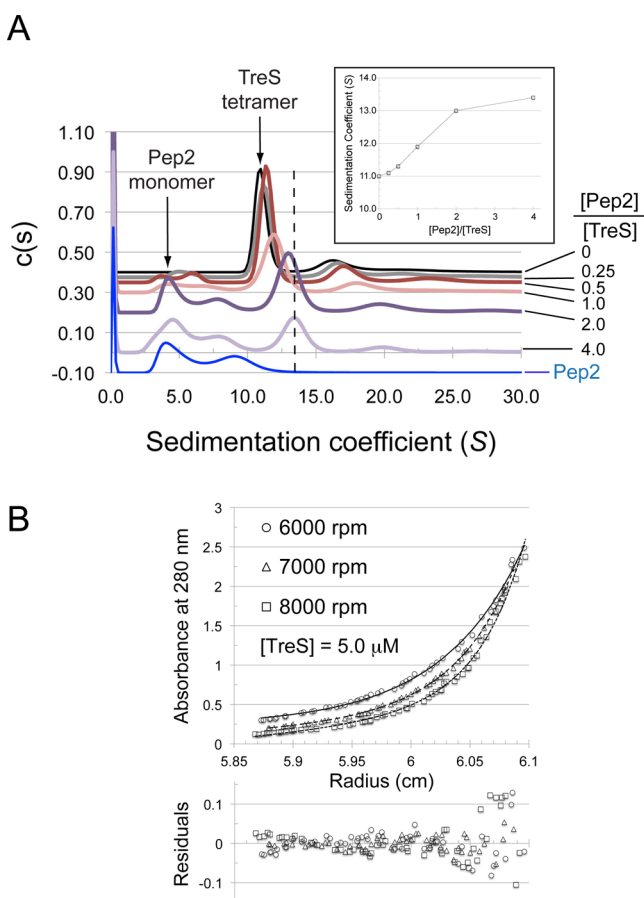 A
TreS
tetramer
Pep2
monomer
c(s)
1.10
0.90
0.70
0.50
0.30
0.10
-0.10
0.0
5.0
10.0
15.0
20.0
25.0
30.0
Sedimentation coefficient (S)
Sedimentation Coefficient (S)
14.0
13.0
12.0
11.0
10.0
0
1
2
3
4
[Pep2]/[TreS]
[Pep2]
[TreS]
0
0.25
0.5
1.0
2.0
4.0
Pep2
B
Absorbance at 280 nm
3
2.5
2
1.5
1
0.5
0
6000 rpm
7000 rpm
8000 rpm
[TreS] = 5.0 μM
5.85
5.9
5.95
6
6.05
6.1
Radius (cm)
Residuals
0.1
0
-0.1